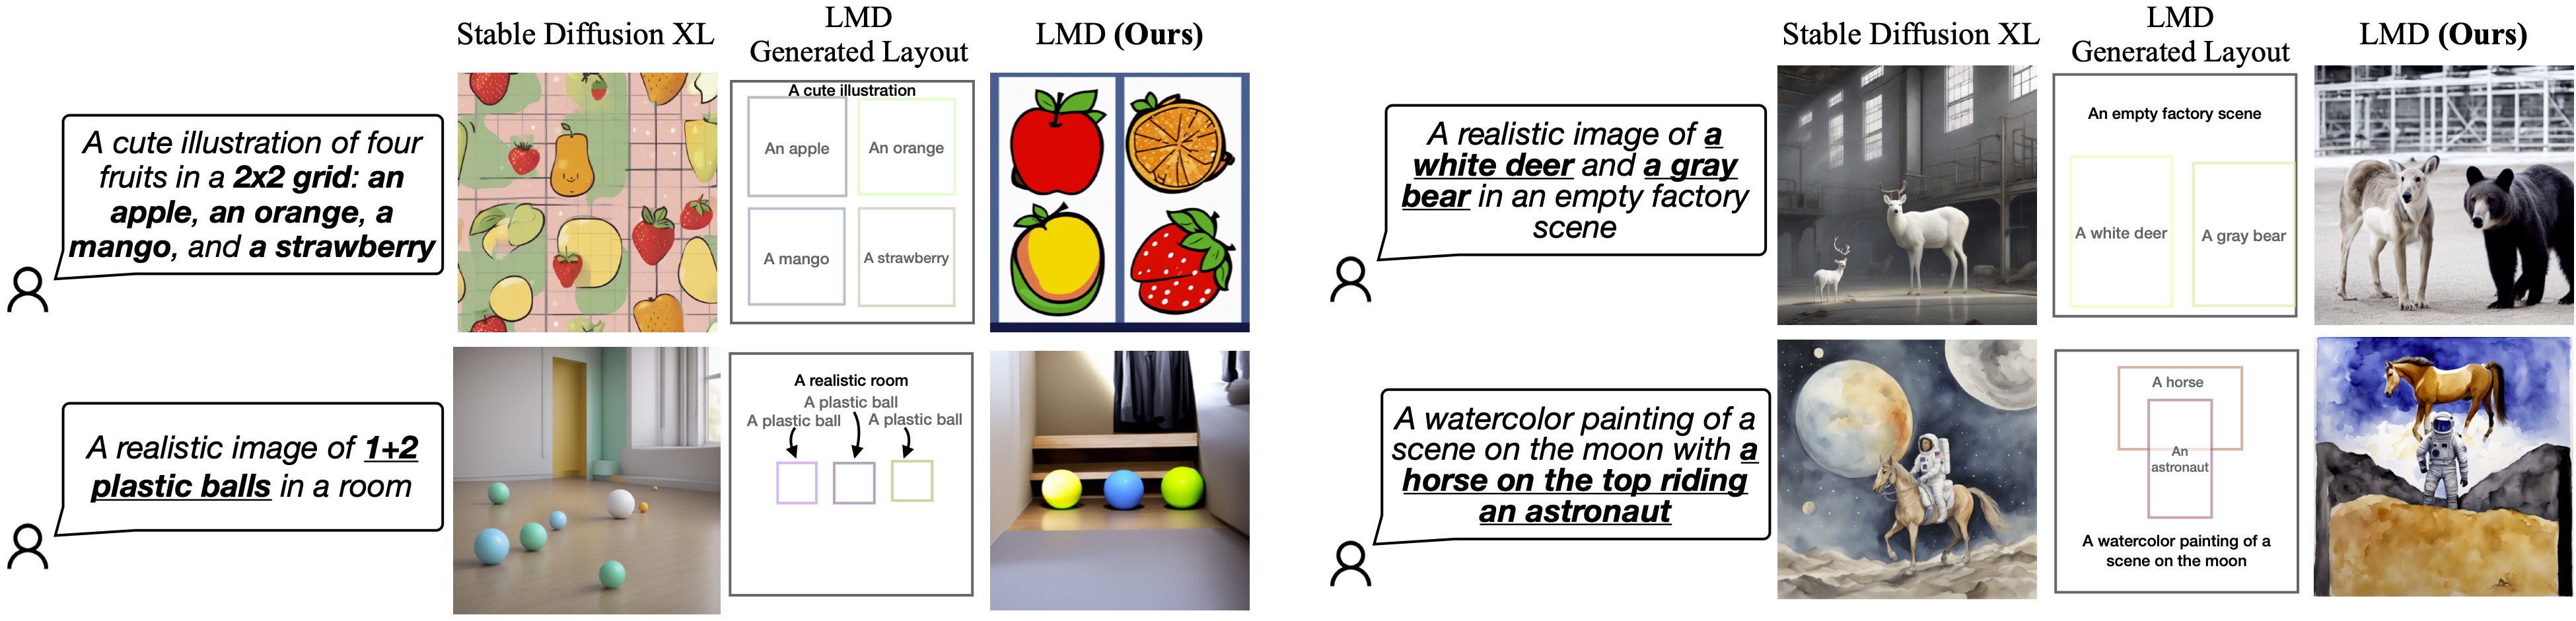 Stable Diffusion XL
LMD
Generated Layout
LMD (Ours)
A cute illustration of four
fruits in a 2x2 grid: an
apple, an orange, a
mango, and a strawberry
A cute illustration
An apple
An orange
A mango
A strawberry
A realistic image of 1+2
plastic balls in a room
A realistic room
A plastic ball
A plastic ball
A plastic ball
Stable Diffusion XL
LMD
Generated Layout
LMD (Ours)
A realistic image of a
white deer and a gray
bear in an empty factory
scene
An empty factory scene
A white deer
A gray bear
A watercolor painting of a
scene on the moon with a
horse on the top riding
an astronaut
A horse
An
astronaut
A watercolor painting of a
scene on the moon